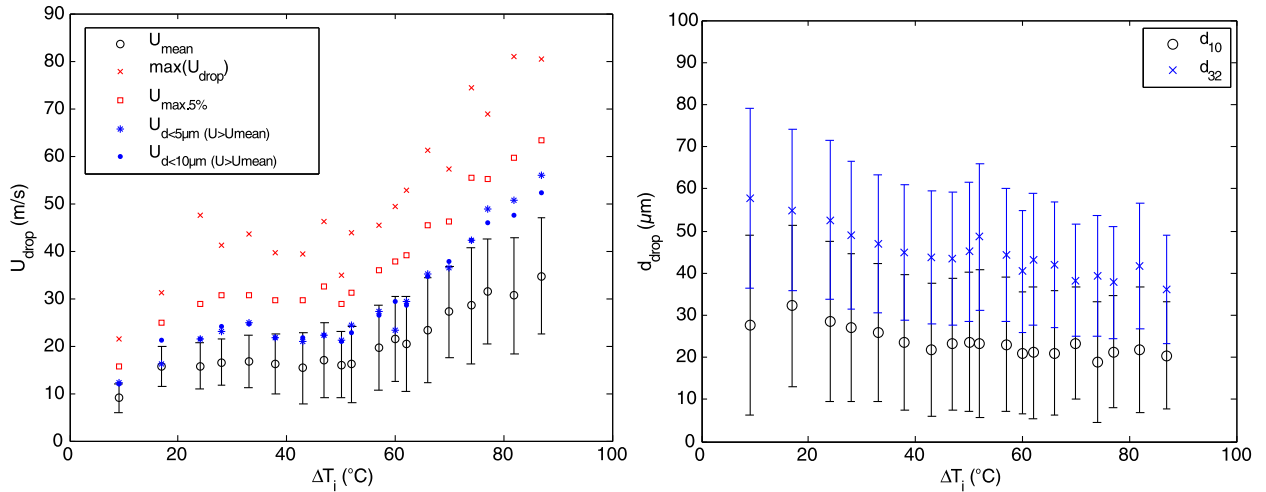 90
80
70
60
50
40
30
20
10
0
U_drop (m/s)
0 20 40 60 80 100
ΔT_i (°C)
U_mean
max(U_drop)
U_max.5%
U_d<5µm (U>Umean)
U_d<10µm (U>Umean)
100
90
80
70
60
50
40
30
20
10
0
d_drop (µm)
0 20 40 60 80 100
ΔT_i (°C)
d_10
d_32